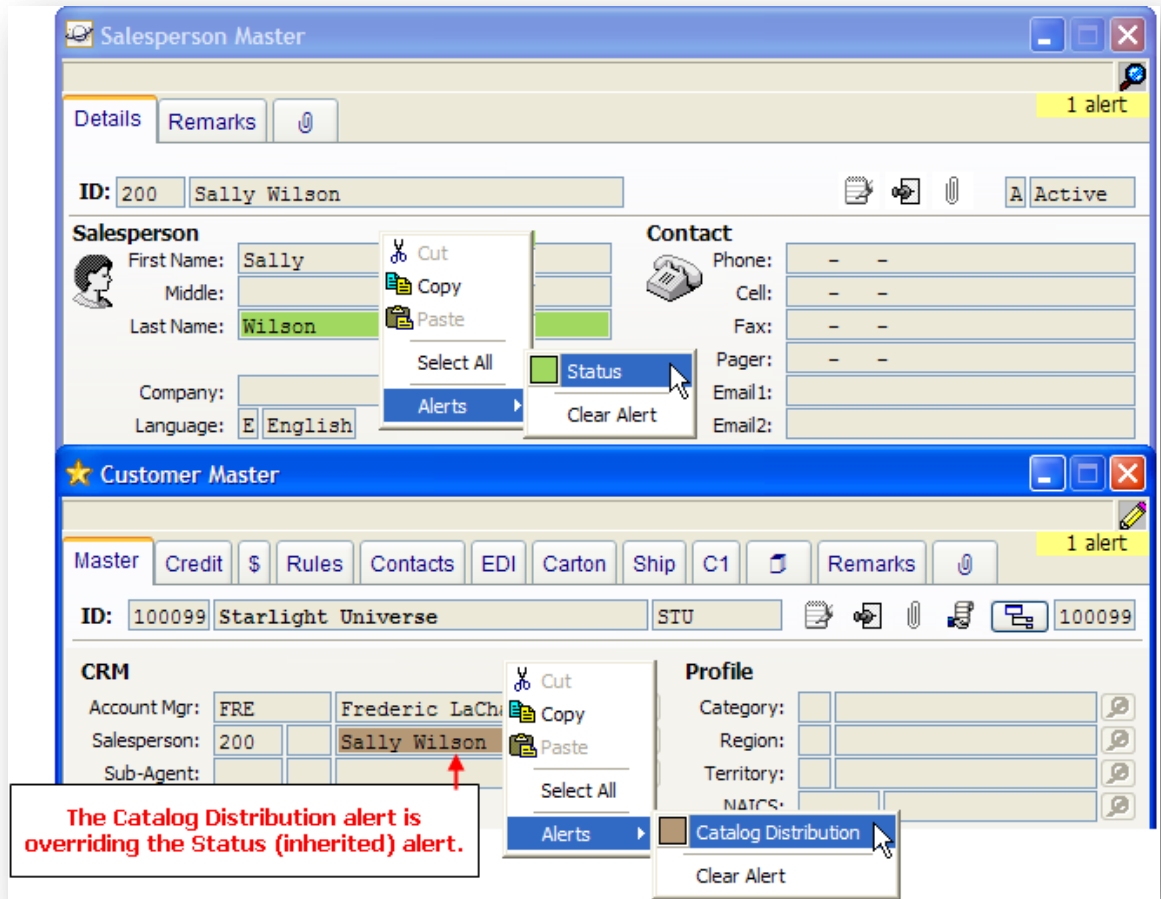 Salesperson Master
1 alert
Details Remarks
ID: 200 Sally Wilson A Active
Salesperson Contact
First Name: Sally Cut Phone: - -
Middle: Copy Cell: - -
Last Name: Wilson Paste Fax: - -
Select All Status Pager: - -
Company: Email1:
Alerts Clear Alert
Language: E English Email2:
Customer Master
1 alert
Master Credit $ Rules Contacts EDI Carton Ship C1 Remarks
ID: 100099 Starlight Universe STU 100099
CRM Profile
Cut
Account Mgr: FRE Frederic Copy Category:
Salesperson: 200 Sally Wilson Paste Region:
Sub-Agent: Territory:
Select All
NAICS:
The Catalog Distribution alert is
overriding the Status (inherited) alert.
Alerts Catalog Distribution
Clear Alert